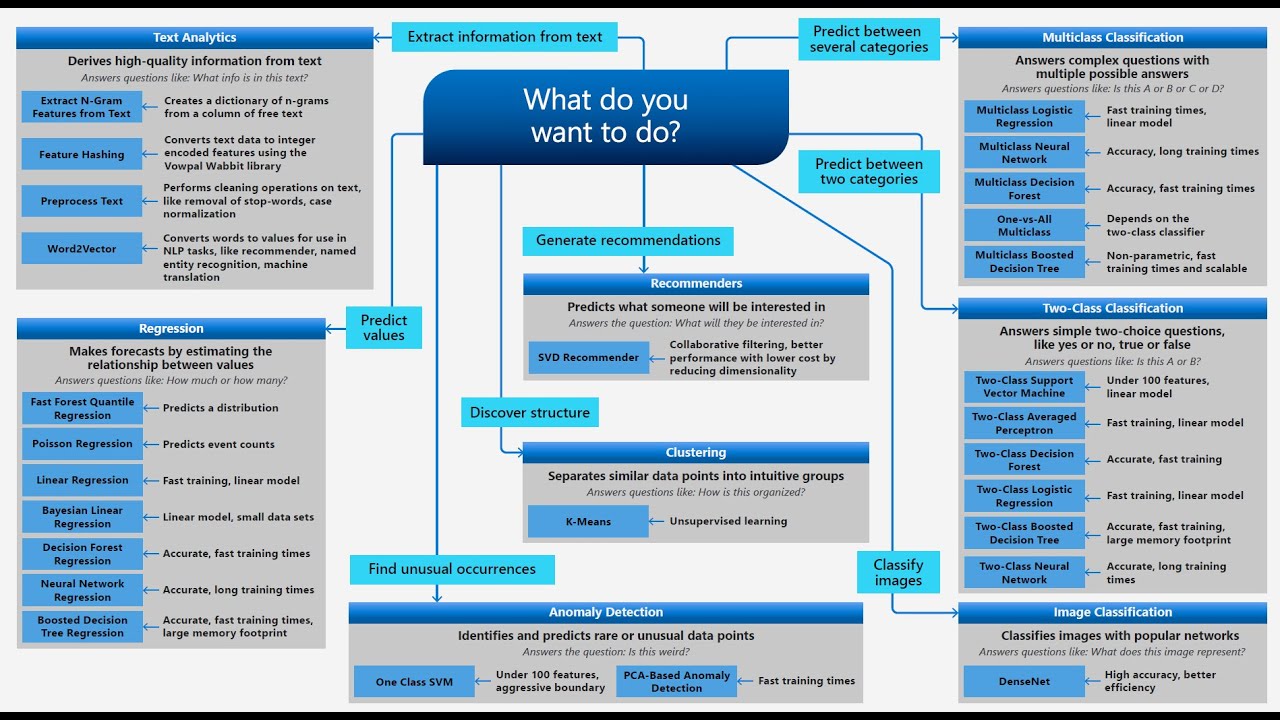 What do you
want to do?
Extract information from text
Text Analytics
Derives high-quality information from text
Answers questions like: What info is in this text?
Extract N-Gram
Features from Text
Creates a dictionary of n-grams
from a column of free text
Feature Hashing
Converts text data to integer
encoded features using the
Vowpal Wabbit library
Preprocess Text
Performs cleaning operations on text,
like removal of stop-words, case
normalization
Word2Vector
Converts words to values for use in
NLP tasks, like recommender, named
entity recognition, machine
translation
Predict
values
Regression
Makes forecasts by estimating the
relationship between values
Answers questions like: How much or how many?
Fast Forest Quantile
Regression
Predicts a distribution
Poisson Regression
Predicts event counts
Linear Regression
Fast training, linear model
Bayesian Linear
Regression
Linear model, small data sets
Decision Forest
Regression
Accurate, fast training times
Neural Network
Regression
Accurate, long training times
Boosted Decision
Tree Regression
Accurate, fast training times,
large memory footprint
Generate recommendations
Recommenders
Predicts what someone will be interested in
Answers the question: What will they be interested in?
SVD Recommender
Collaborative filtering, better
performance with lower cost by
reducing dimensionality
Discover structure
Clustering
Separates similar data points into intuitive groups
Answers questions like: How is this organized?
K-Means
Unsupervised learning
Find unusual occurrences
Anomaly Detection
Identifies and predicts rare or unusual data points
Answers the question: Is this weird?
One Class SVM
Under 100 features,
aggressive boundary
PCA-Based Anomaly
Detection
Fast training times
Predict between
several categories
Multiclass Classification
Answers complex questions with
multiple possible answers
Answers questions like: Is this A or B or C or D?
Multiclass Logistic
Regression
Fast training times,
linear model
Multiclass Neural
Network
Accuracy, long training times
Multiclass Decision
Forest
Accuracy, fast training times
One-vs-All
Multiclass
Depends on the
two-class classifier
Multiclass Boosted
Decision Tree
Non-parametric, fast
training times and scalable
Predict between
two categories
Two-Class Classification
Answers simple two-choice questions,
like yes or no, true or false
Answers questions like: Is this A or B?
Two-Class Support
Vector Machine
Under 100 features,
linear model
Two-Class Averaged
Perceptron
Fast training, linear model
Two-Class Decision
Forest
Accurate, fast training
Two-Class Logistic
Regression
Fast training, linear model
Two-Class Boosted
Decision Tree
Accurate, fast training,
large memory footprint
Two-Class Neural
Network
Accurate, long training
times
Classify
images
Image Classification
Classifies images with popular networks
Answers questions like: What does this image represent?
DenseNet
High accuracy, better
efficiency